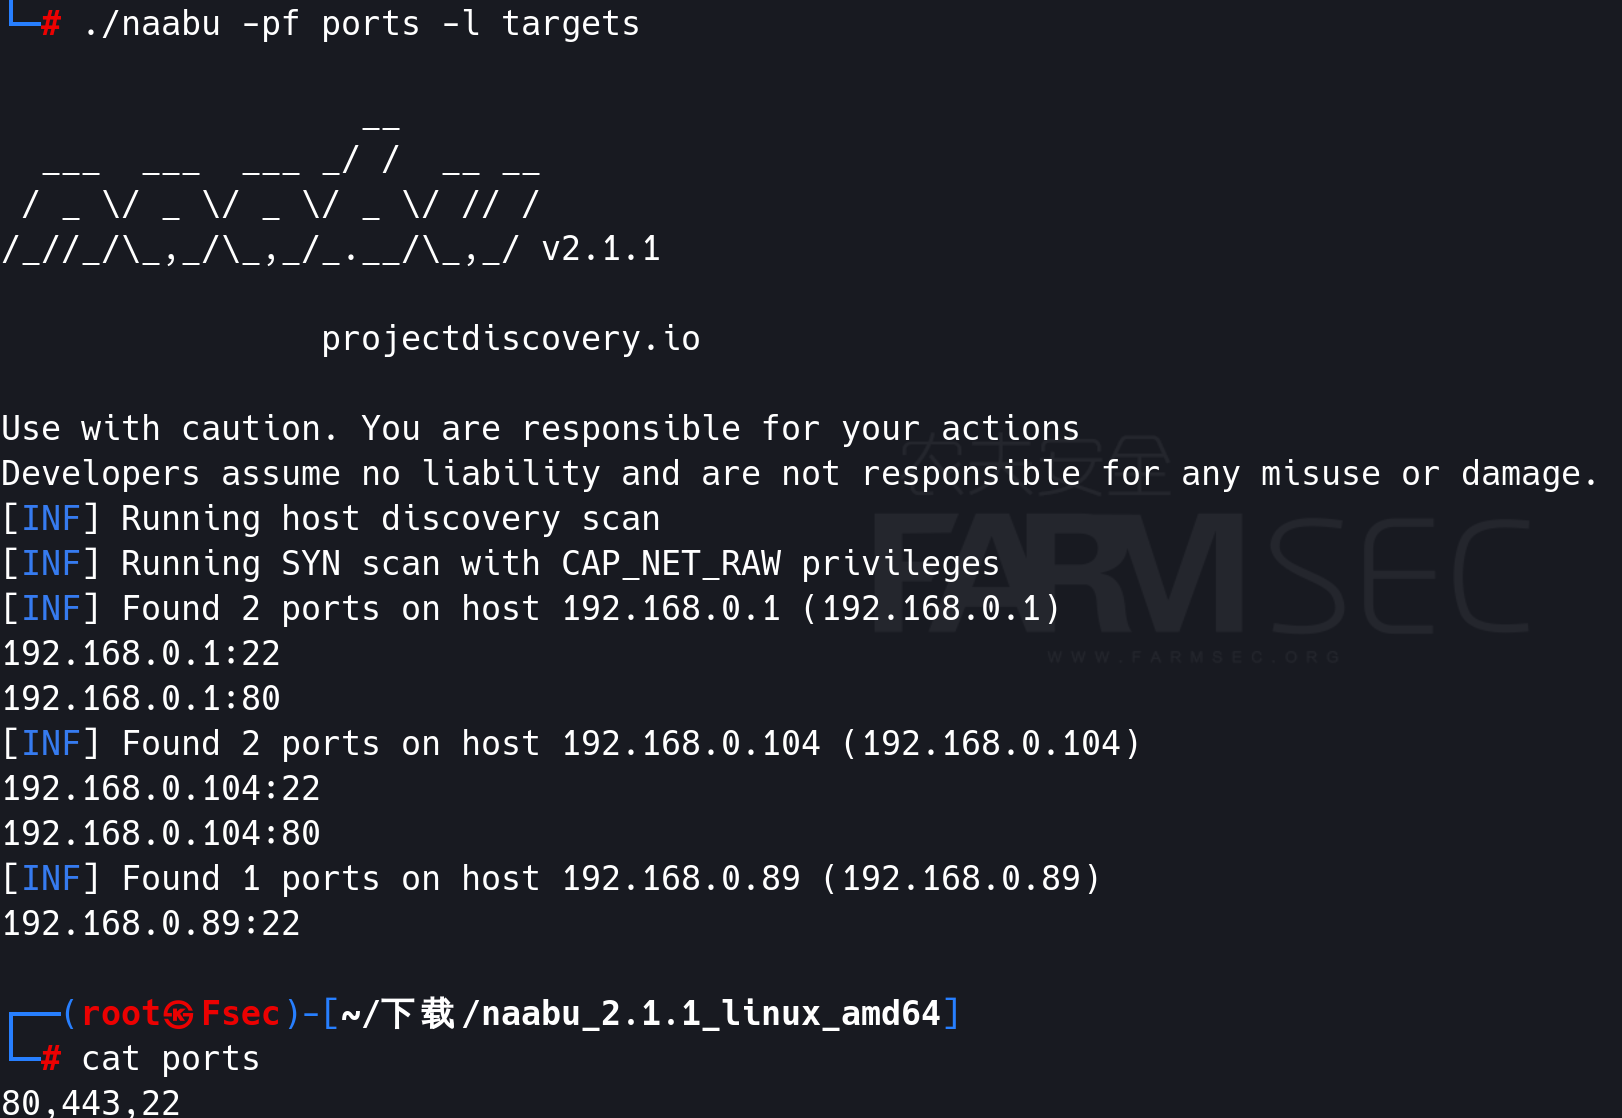 └─# ./naabu -pf ports -l targets
                  __
  ___  ___  ___ _/ /  __ __
 / _ \/ _ \/ _ \/ _ \/ // /
/_//_/\_,_/\_,_/_.__/\_,_/ v2.1.1
projectdiscovery.io
Use with caution. You are responsible for your actions
Developers assume no liability and are not responsible for any misuse or damage.
[INF] Running host discovery scan
[INF] Running SYN scan with CAP_NET_RAW privileges
[INF] Found 2 ports on host 192.168.0.1 (192.168.0.1)
192.168.0.1:22
192.168.0.1:80
[INF] Found 2 ports on host 192.168.0.104 (192.168.0.104)
192.168.0.104:22
192.168.0.104:80
[INF] Found 1 ports on host 192.168.0.89 (192.168.0.89)
192.168.0.89:22
┌──(root㉿Fsec)-[~/下载/naabu_2.1.1_linux_amd64]
└─# cat ports
80,443,22
农夫安全
FARMSEC
WWW.FARMSEC.ORG